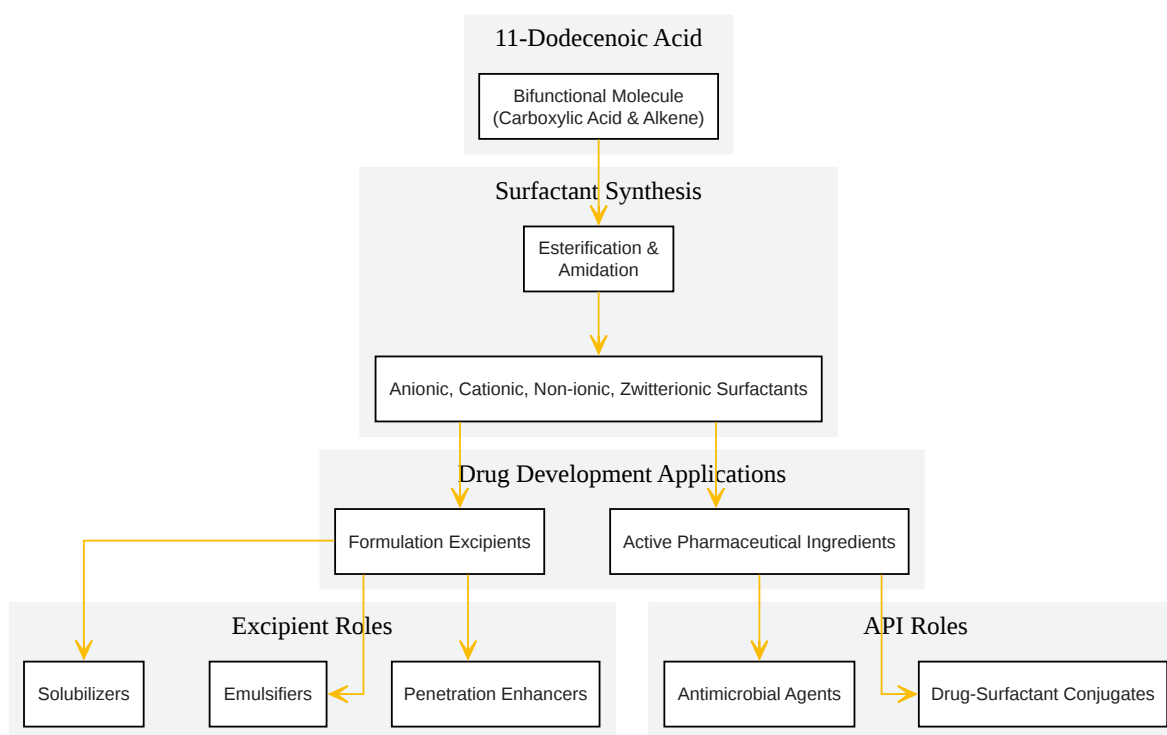 11-Dodecenoic Acid
Bifunctional Molecule
(Carboxylic Acid & Alkene)
Surfactant Synthesis
Esterification &
Amidation
Anionic, Cationic, Non-ionic, Zwitterionic Surfactants
Drug Development Applications
Formulation Excipients
Active Pharmaceutical Ingredients
Excipient Roles
API Roles
Solubilizers
Emulsifiers
Penetration Enhancers
Antimicrobial Agents
Drug-Surfactant Conjugates